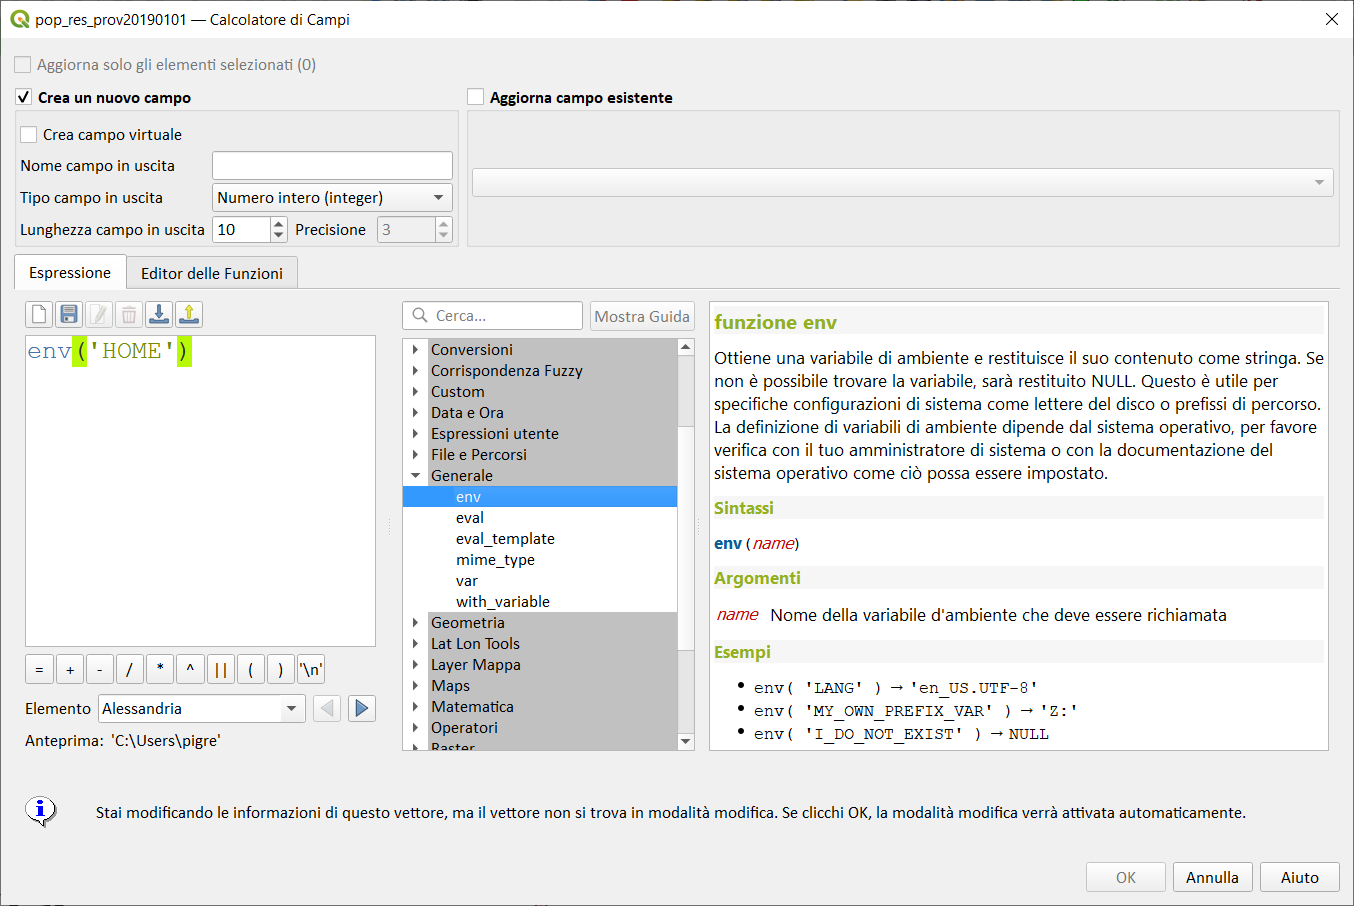 pop_res_prov20190101 — Calcolatore di Campi
Aggiorna solo gli elementi selezionati (0)
Crea un nuovo campo
Aggiorna campo esistente
Crea campo virtuale
Nome campo in uscita
Tipo campo in uscita
Numero intero (integer)
Lunghezza campo in uscita
10
Precisione
3
Espressione
Editor delle Funzioni
env('HOME')
=
+
-
/
*
^
||
(
)
'\n'
Elemento
Alessandria
Anteprima: 'C:\Users\pigre'
Cerca...
Mostra Guida
Conversioni
Corrispondenza Fuzzy
Custom
Data e Ora
Espressioni utente
File e Percorsi
Generale
env
eval
eval_template
mime_type
var
with_variable
Geometria
Lat Lon Tools
Layer Mappa
Maps
Matematica
Operatori
Raster
funzione env
Ottiene una variabile di ambiente e restituisce il suo contenuto come stringa. Se
non è possibile trovare la variabile, sarà restituito NULL. Questo è utile per
specifiche configurazioni di sistema come lettere del disco o prefissi di percorso.
La definizione di variabili di ambiente dipende dal sistema operativo, per favore
verifica con il tuo amministratore di sistema o con la documentazione del
sistema operativo come ciò possa essere impostato.
Sintassi
env(name)
Argomenti
name Nome della variabile d'ambiente che deve essere richiamata
Esempi
• env( 'LANG' ) → 'en_US.UTF-8'
• env( 'MY_OWN_PREFIX_VAR' ) → 'Z:'
• env( 'I_DO_NOT_EXIST' ) → NULL
Stai modificando le informazioni di questo vettore, ma il vettore non si trova in modalità modifica. Se clicchi OK, la modalità modifica verrà attivata automaticamente.
OK
Annulla
Aiuto